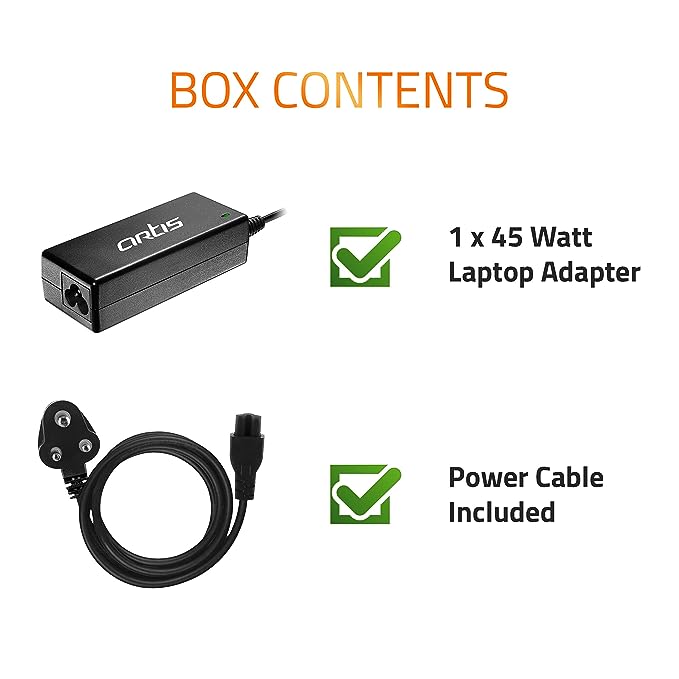 BOX CONTENTS
artis
1 x 45 Watt
Laptop Adapter
Power Cable
Included